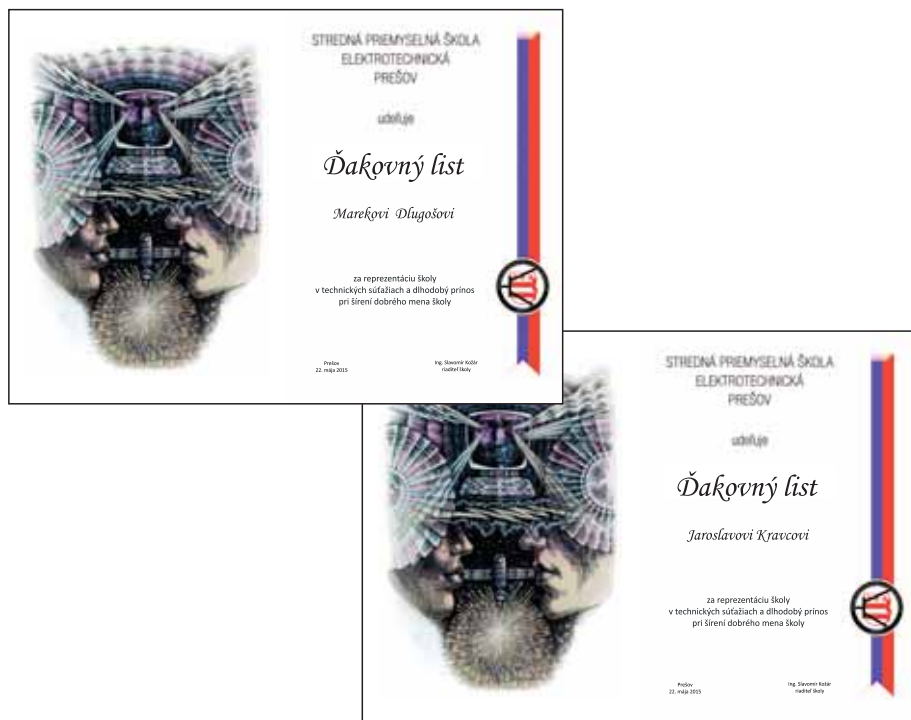 STREDNÁ PRIEMYSELNÁ ŠKOLA
ELEKTROTECHNICKÁ
PREŠOV
udeľuje
Ďakovný list
Marekovi Dlugošovi
za reprezentáciu školy
v technických súťažiach a dlhodobý prínos
pri šírení dobrého mena školy
Prešov
22. mája 2015
Ing. Slavomír Kožár
riaditeľ školy
STREDNÁ PRIEMYSELNÁ ŠKOLA
ELEKTROTECHNICKÁ
PREŠOV
udeľuje
Ďakovný list
Jaroslavovi Kravcovi
za reprezentáciu školy
v technických súťažiach a dlhodobý prínos
pri šírení dobrého mena školy
Prešov
22. mája 2015
Ing. Slavomír Kožár
riaditeľ školy